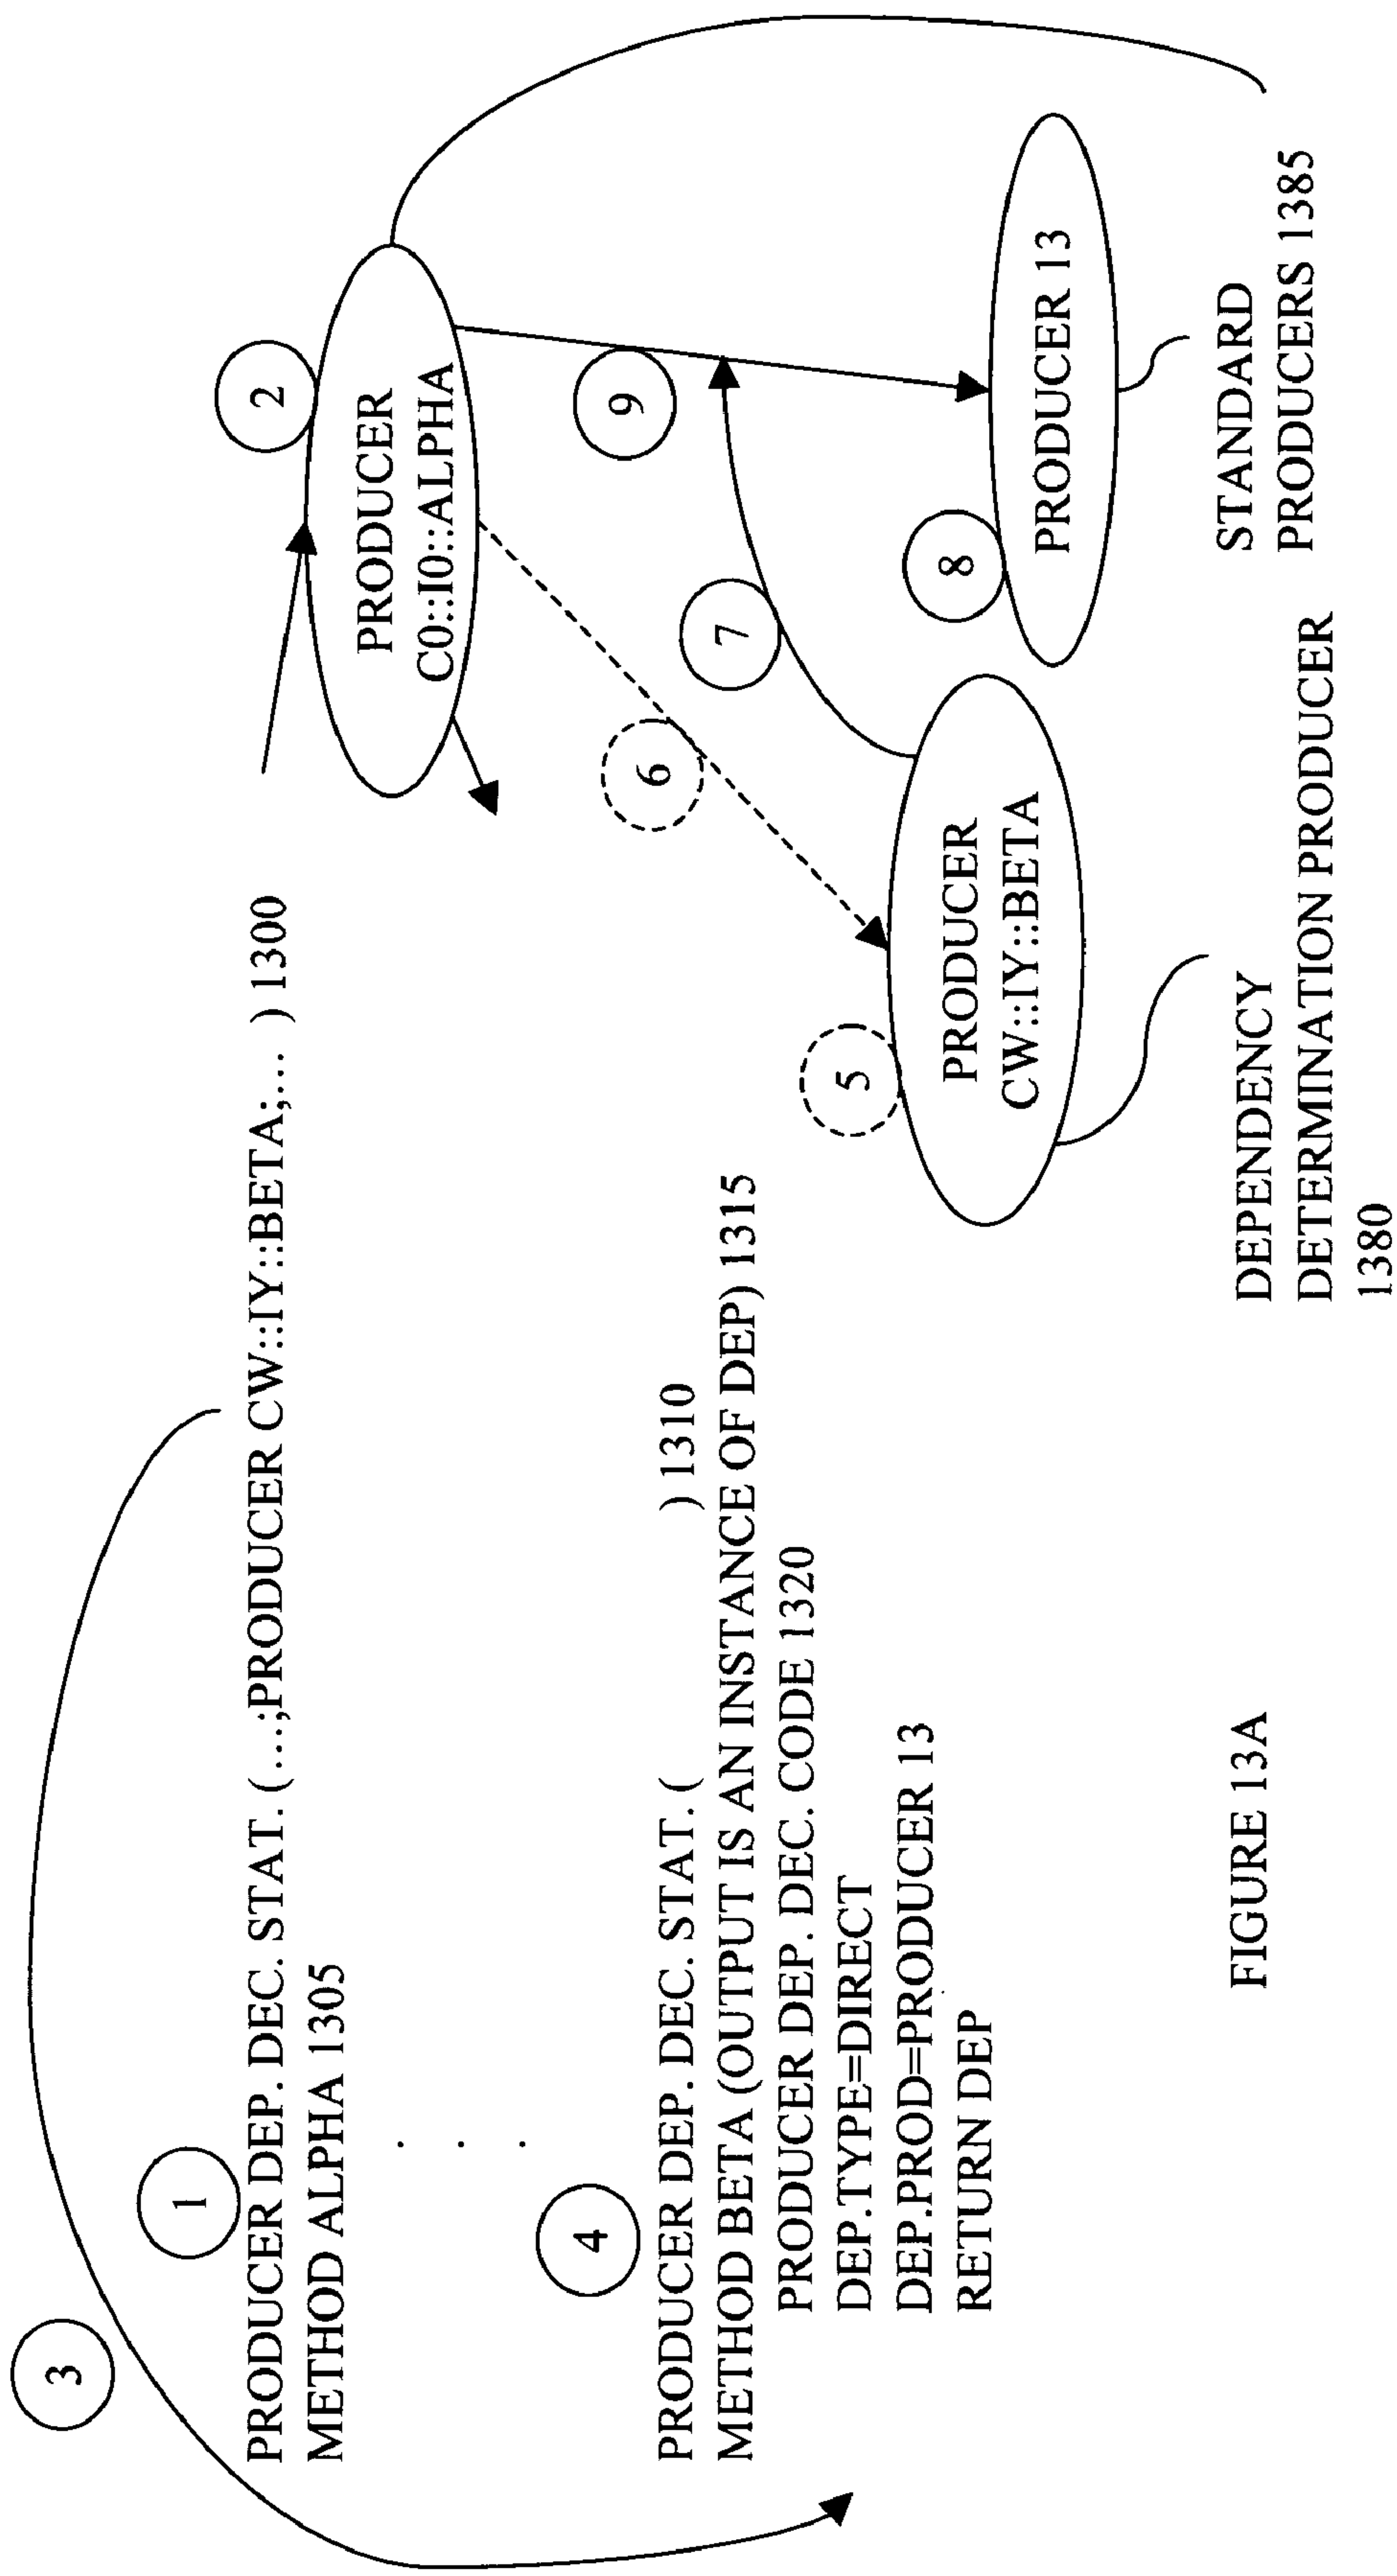 3
1
PRODUCER DEP. DEC. STAT. (...;PRODUCER CW::IY::BETA;... ) 1300
METHOD ALPHA 1305
.
.
.
4
PRODUCER DEP. DEC. STAT. ( ) 1310
METHOD BETA (OUTPUT IS AN INSTANCE OF DEP) 1315
PRODUCER DEP. DEC. CODE 1320
DEP.TYPE=DIRECT
DEP.PROD=PRODUCER 13
RETURN DEP
2
PRODUCER
C0::I0::ALPHA
6
9
7
5
8
PRODUCER
CW::IY::BETA
PRODUCER 13
DEPENDENCY
DETERMINATION PRODUCER
1380
STANDARD
PRODUCERS 1385
FIGURE 13A